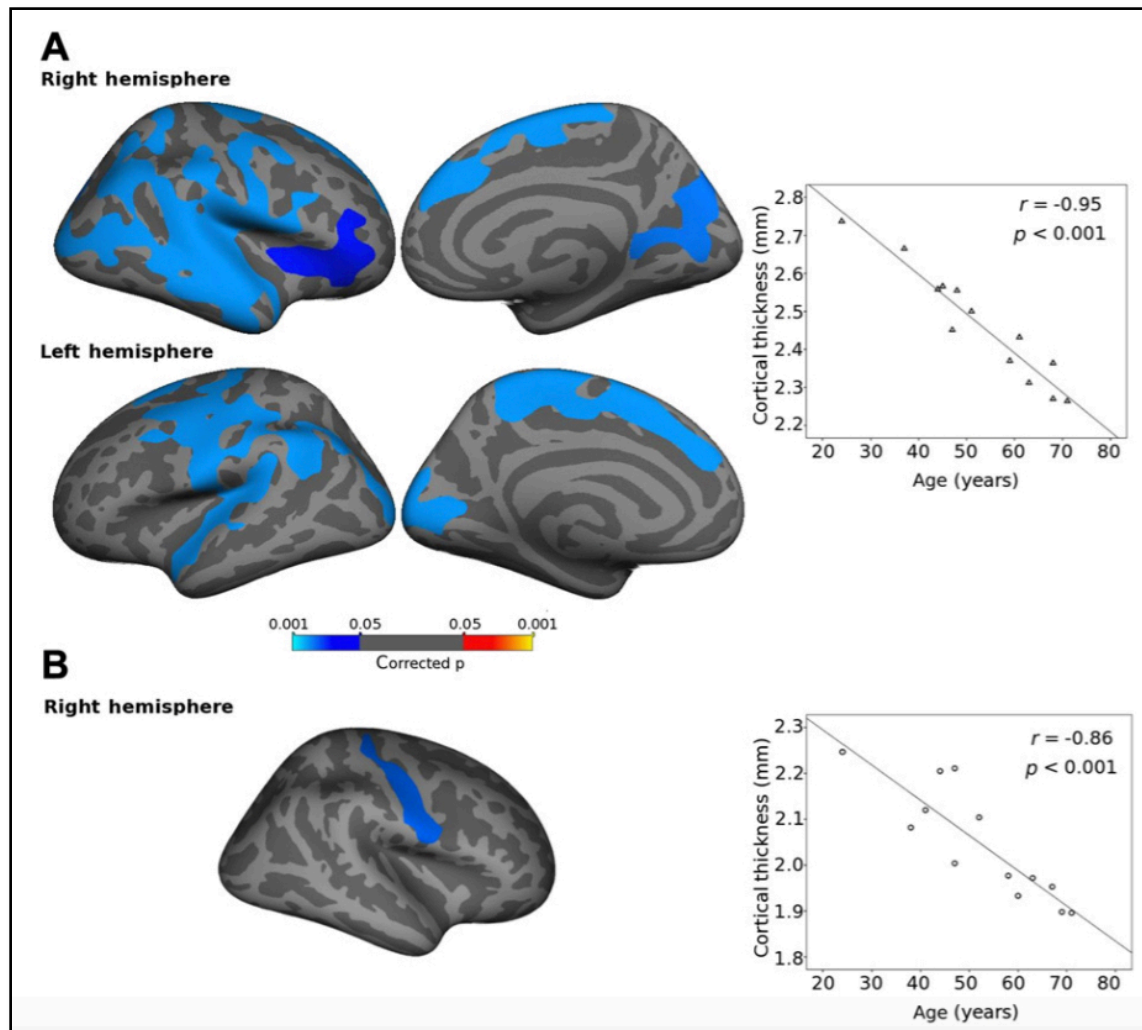 A
Right hemisphere
Left hemisphere
0.001 0.05 0.05 0.001
Corrected p
2.8
2.7
2.6
2.5
2.4
2.3
2.2
Cortical thickness (mm)
r = -0.95
p < 0.001
20 30 40 50 60 70 80
Age (years)
B
Right hemisphere
2.3
2.2
2.1
2.0
1.9
1.8
Cortical thickness (mm)
r = -0.86
p < 0.001
20 30 40 50 60 70 80
Age (years)